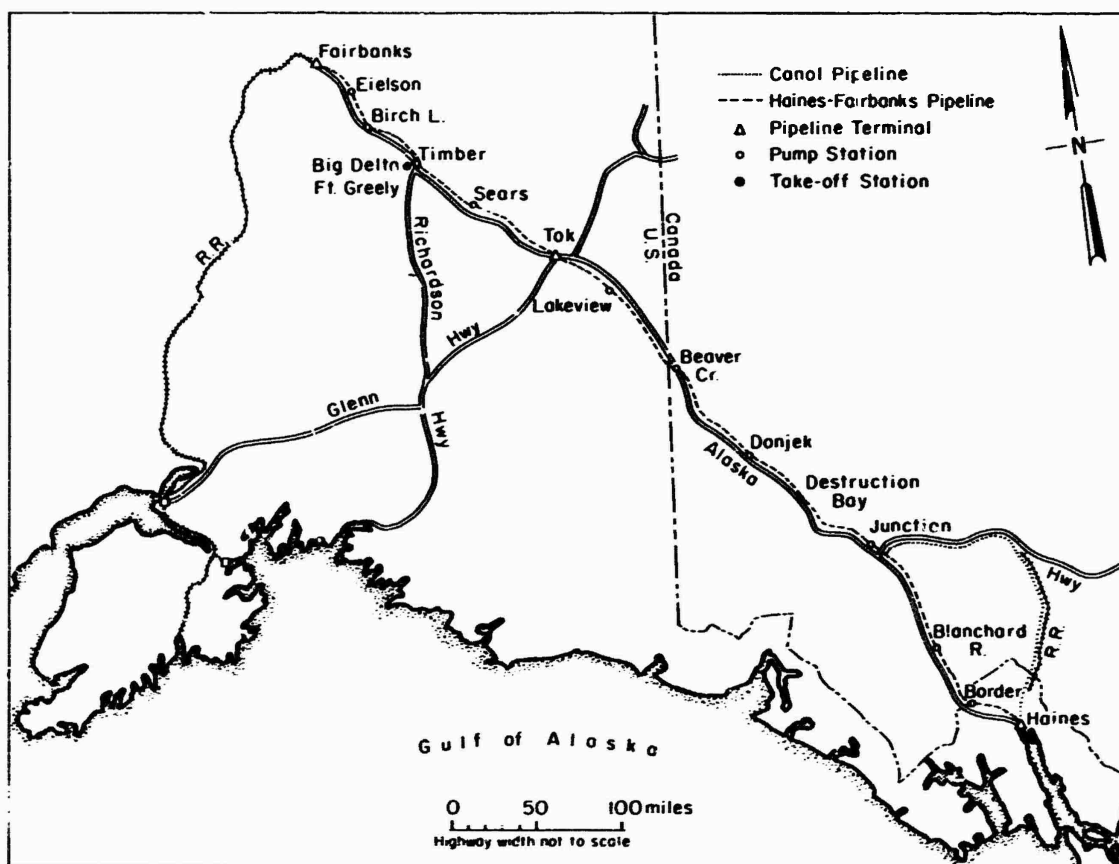 Fairbanks
Eielson
Birch L.
Timber
Big Delta
Ft. Greely
Sears
Tok
Lakeview
R.R.
Richardson
Hwy
Glenn
Hwy
Canada
U.S.
Canol Pipeline
Haines-Fairbanks Pipeline
Pipeline Terminal
Pump Station
Take-off Station
N
Beaver
Cr.
Donjek
Alaska
Destruction
Bay
Junction
Hwy
Blanchard
R.
R.R.
Border
Haines
Gulf of Alaska
0 50 100 miles
Highway width not to scale